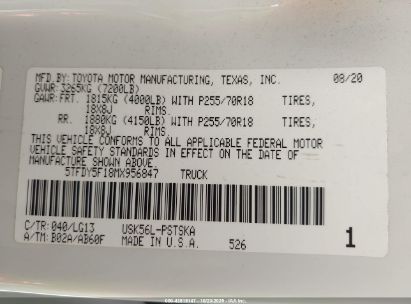 MFD.BY:TOYOTA MOTOR MANUFACTURING, TEXAS, INC. 08/20
GVWR:3265KG (7200LB)
GAWR:FRT. 1815KG (4000LB) WITH P255/70R18 TIRES,
18X8J RIMS
RR. 1880KG (4150LB) WITH P255/70R18 TIRES,
18X8J RIMS
THIS VEHICLE CONFORMS TO ALL APPLICABLE FEDERAL MOTOR
VEHICLE SAFETY STANDARDS IN EFFECT ON THE DATE OF
MANUFACTURE SHOWN ABOVE.
5TFDY5F18MX956847 TRUCK
C/TR:040/LG13 USK56L-PSTSKA
A/TM:B02A/AB60F MADE IN U.S.A. 526 1